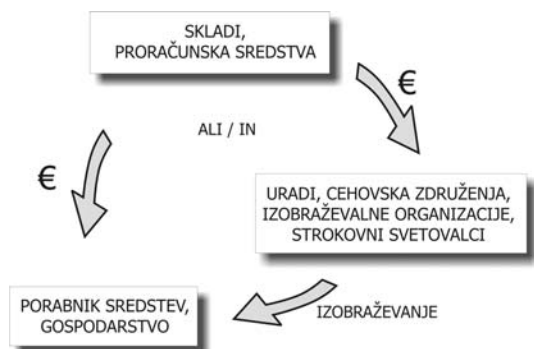 SKLADI,
PRORAČUNSKA SREDSTVA
€
ALI / IN
€
URADI, CEHOVSKA ZDRUŽENJA,
IZOBRAŽEVALNE ORGANIZACIJE,
STROKOVNI SVETOVALCI
PORABNIK SREDSTEV,
GOSPODARSTVO
IZOBRAŽEVANJE